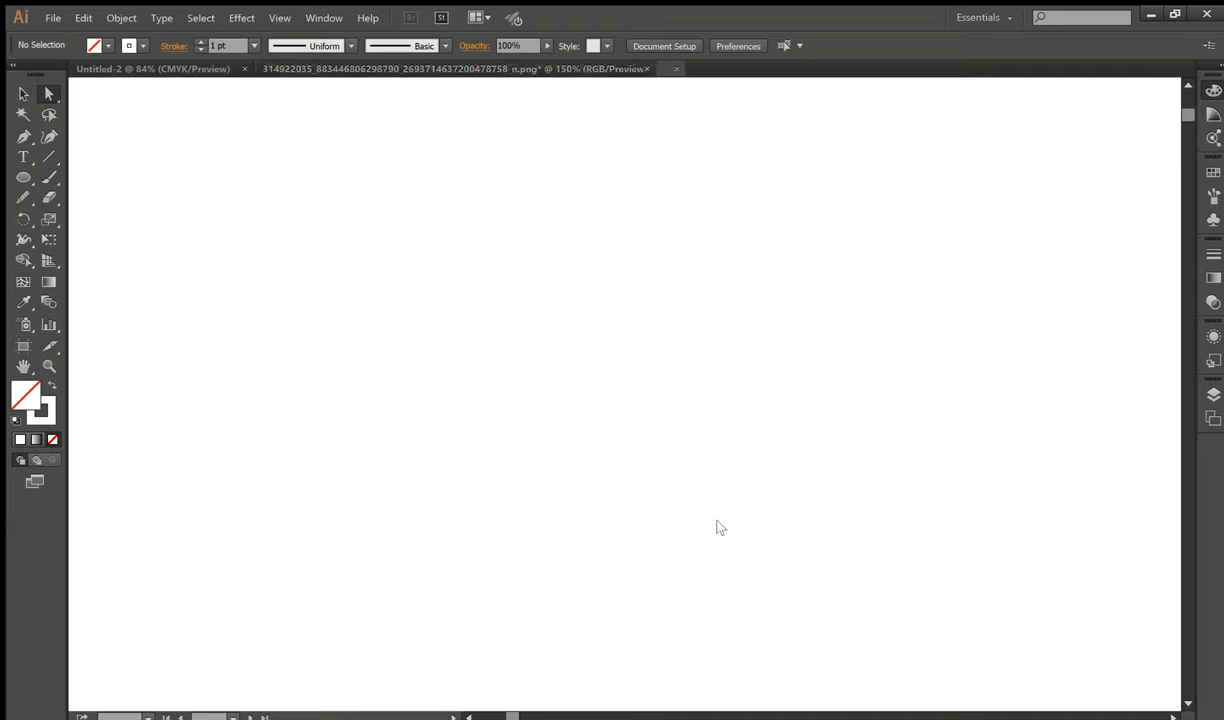 Ai File Edit Object Type Select Effect View Window Help Br St Essentials
No Selection Stroke: 1 pt Uniform Basic Opacity: 100% Style: Document Setup Preferences
Untitled-2 @ 84% (CMYK/Preview) × 314922035_883446806298790_2693714637200478758_n.png* @ 150% (RGB/Preview × ×
T